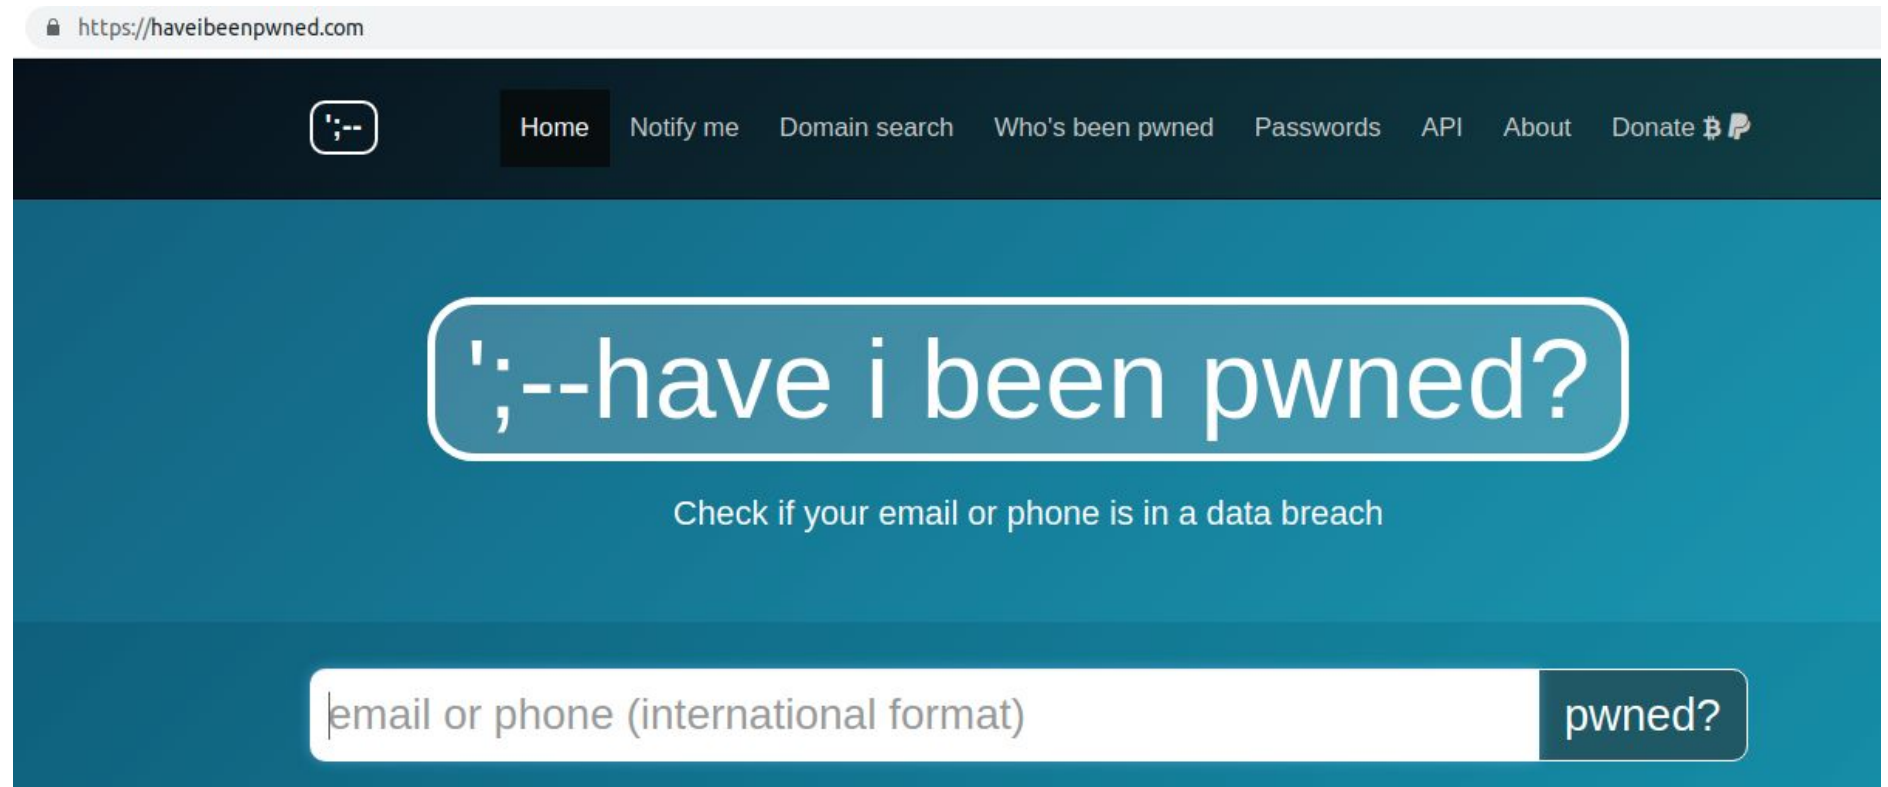 https://haveibeenpwned.com
';--
Home Notify me Domain search Who's been pwned Passwords API About Donate
';--have i been pwned?
Check if your email or phone is in a data breach
email or phone (international format)
pwned?